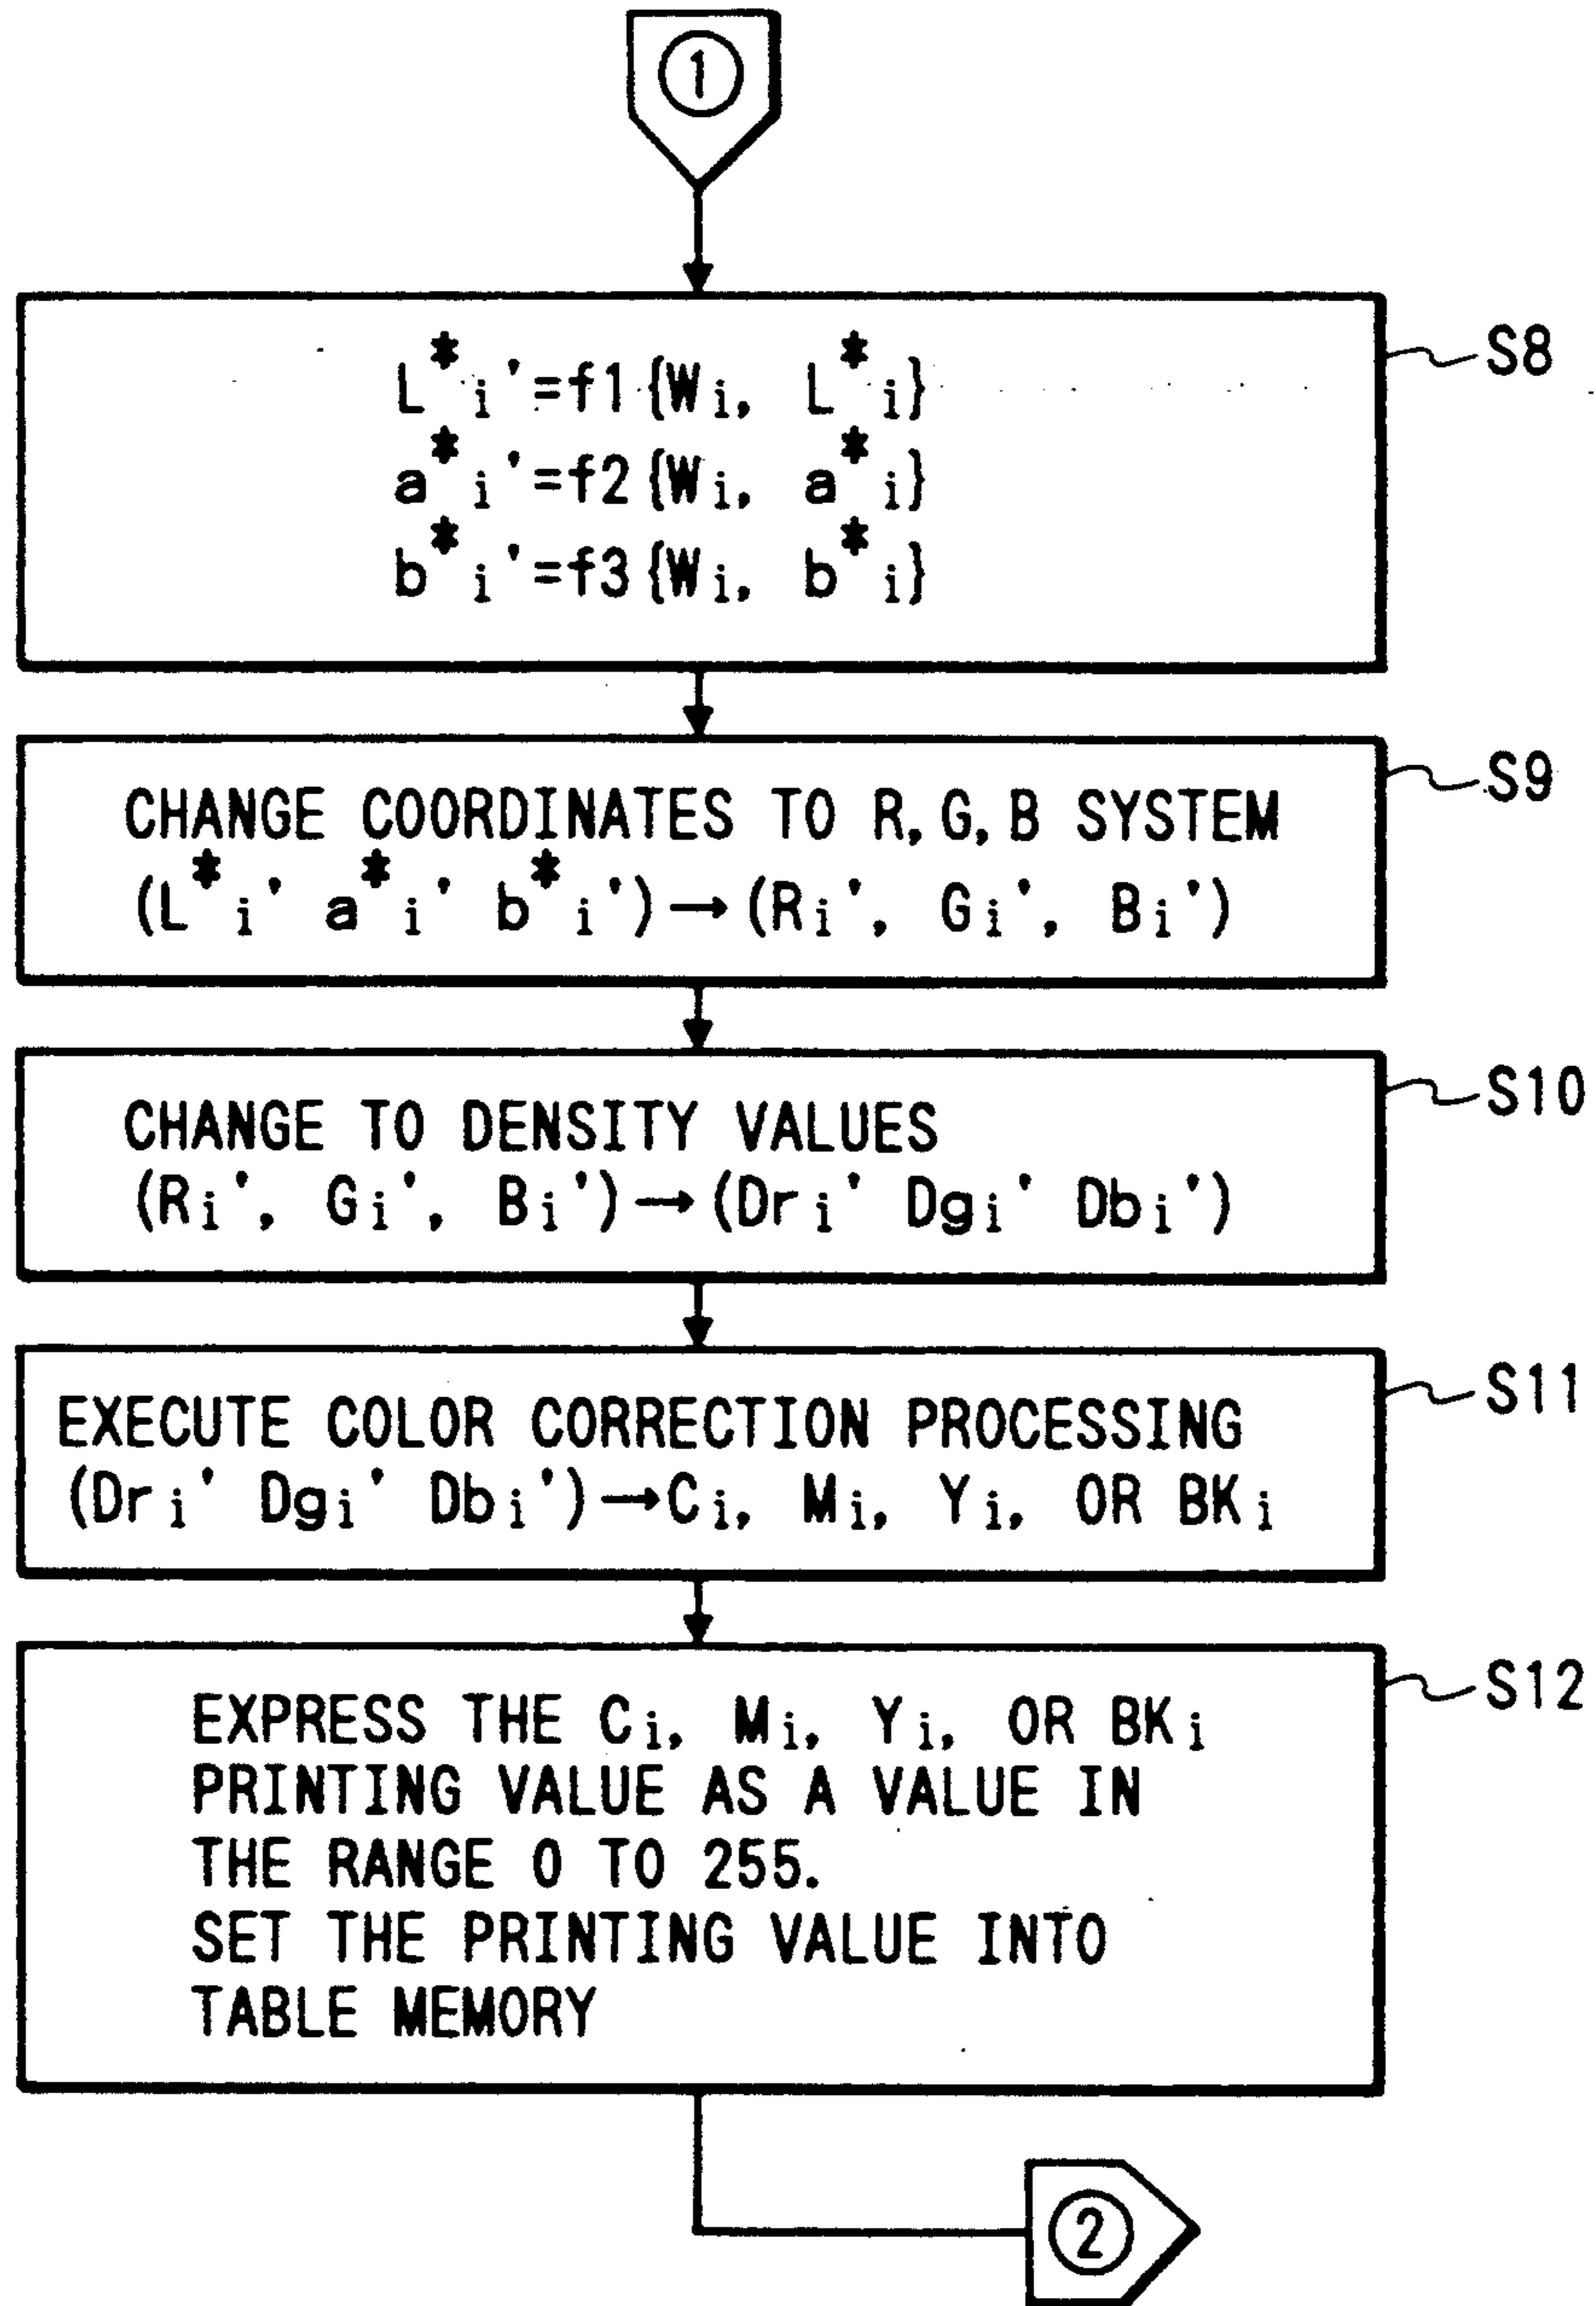 ①
L*i'=f1{Wi, L*i}
S8
a*i'=f2{Wi, a*i}
b*i'=f3{Wi, b*i}
S9
CHANGE COORDINATES TO R,G,B SYSTEM
(L*i' a*i' b*i')→(Ri', Gi', Bi')
S10
CHANGE TO DENSITY VALUES
(Ri', Gi', Bi')→(Dri' Dgi' Dbi')
S11
EXECUTE COLOR CORRECTION PROCESSING
(Dri' Dgi' Dbi')→Ci, Mi, Yi, OR BKi
S12
EXPRESS THE Ci, Mi, Yi, OR BKi
PRINTING VALUE AS A VALUE IN
THE RANGE 0 TO 255.
SET THE PRINTING VALUE INTO
TABLE MEMORY
②